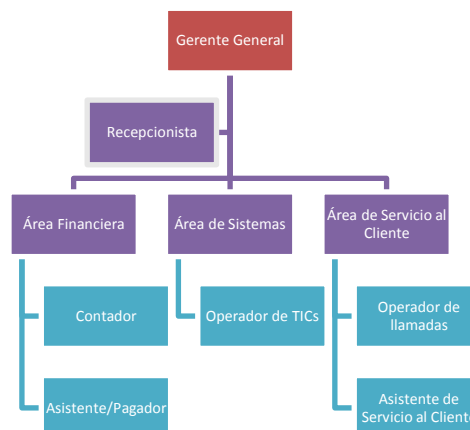 Gerente General
Recepcionista
Área Financiera
Área de Sistemas
Área de Servicio al
Cliente
Contador
Operador de TICs
Operador de
llamadas
Asistente/Pagador
Asistente de
Servicio al Cliente